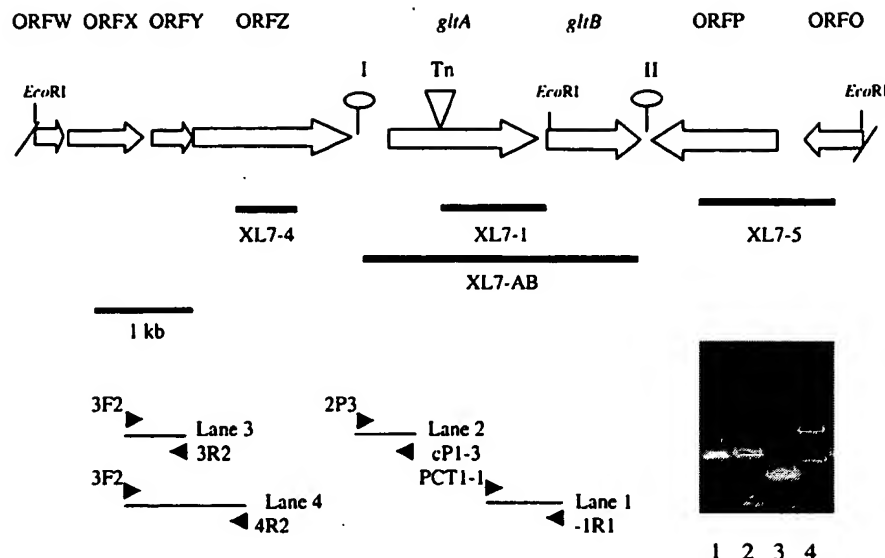 ORFW ORFX ORFY ORFZ gltA gltB ORFP ORFO
I Tn II
EcoRI EcoRI EcoRI
XL7-4 XL7-1 XL7-5
XL7-AB
1 kb
3F2 2P3
Lane 3 Lane 2
3R2 cP1-3
3F2 PCT1-1
Lane 4 Lane 1
4R2 -1R1
1 2 3 4